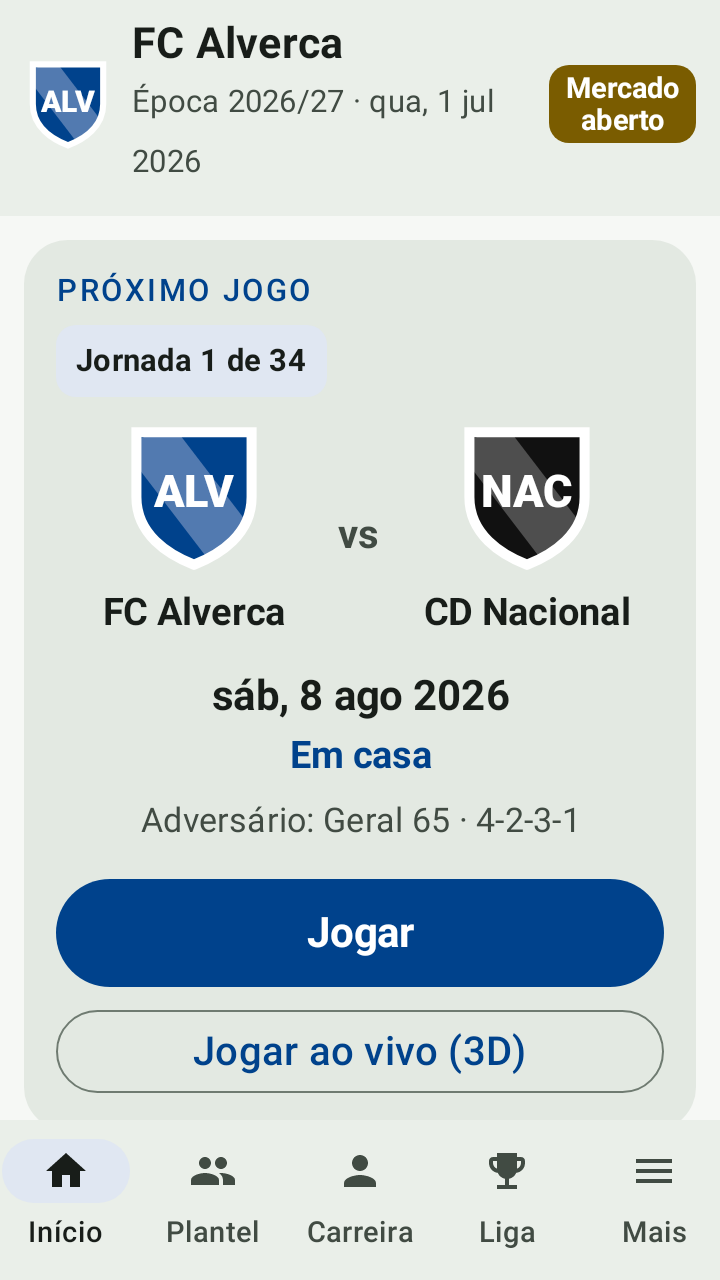 FC Alverca
ALV
Época 2026/27 · qua, 1 jul
2026
Mercado
aberto
PRÓXIMO JOGO
Jornada 1 de 34
ALV
NAC
vs
FC Alverca
CD Nacional
sáb, 8 ago 2026
Em casa
Adversário: Geral 65 · 4-2-3-1
Jogar
Jogar ao vivo (3D)
Início
Plantel
Carreira
Liga
Mais